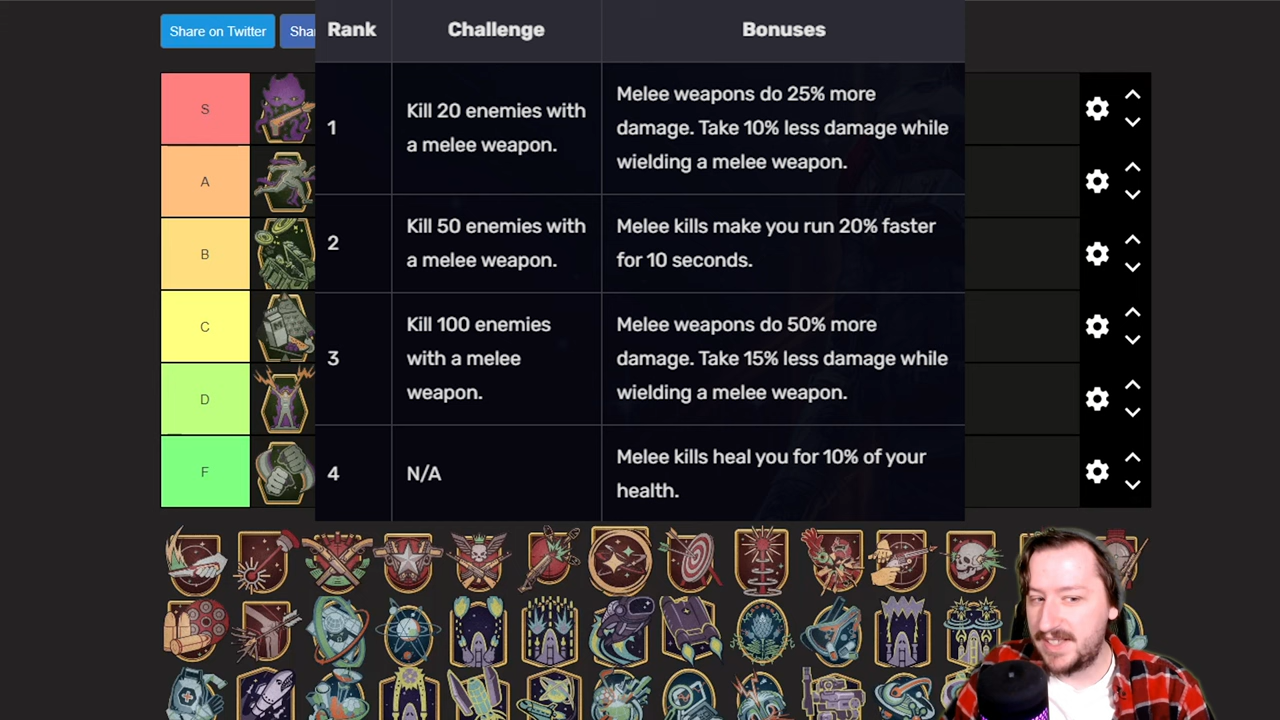 Share on Twitter
Sha
Rank Challenge Bonuses
S
A
B
C
D
F
1
Kill 20 enemies with
a melee weapon.
Melee weapons do 25% more
damage. Take 10% less damage while
wielding a melee weapon.
2
Kill 50 enemies with
a melee weapon.
Melee kills make you run 20% faster
for 10 seconds.
3
Kill 100 enemies
with a melee
weapon.
Melee weapons do 50% more
damage. Take 15% less damage while
wielding a melee weapon.
4
N/A
Melee kills heal you for 10% of your
health.